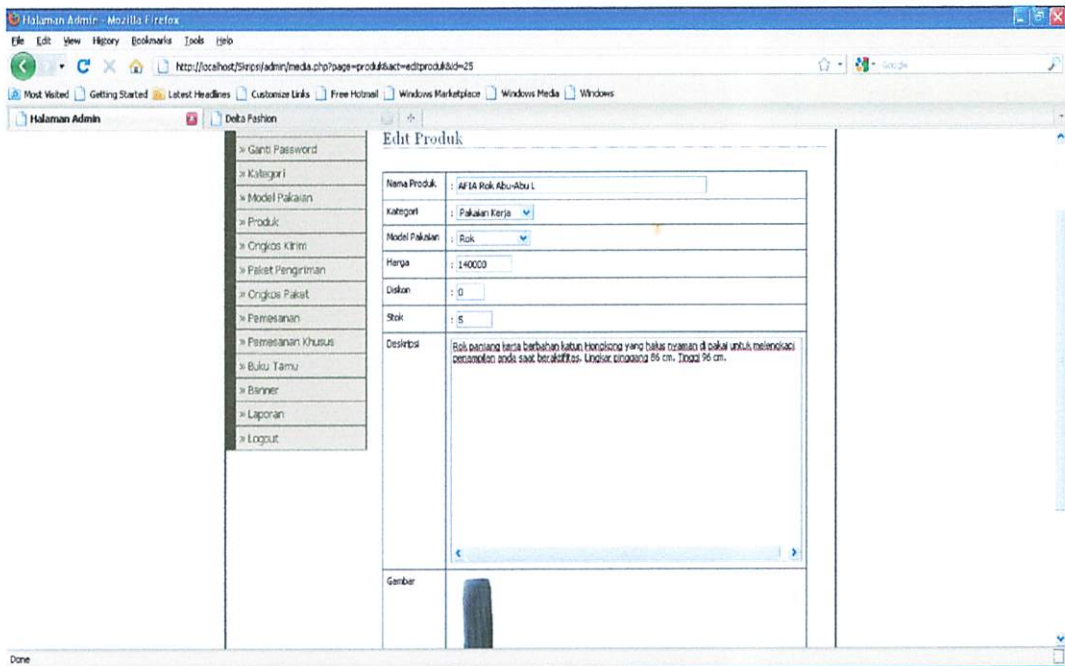 Halaman Admin - Mozilla Firefox
File Edit View History Bookmarks Tools Help
http://localhost/Skripsi/admin/media.php?page=produk&act=editproduk&id=25
Google
Most Visited Getting Started Latest Headlines Customize Links Free Hotmail Windows Marketplace Windows Media Windows
Halaman Admin Delta Fashion
» Ganti Password
» Kategori
» Model Pakaian
» Produk
» Ongkos Kirim
» Paket Pengiriman
» Ongkos Paket
» Pemesanan
» Pemesanan Khusus
» Buku Tamu
» Banner
» Laporan
» Logout
Edit Produk
Nama Produk : AFIA Rok Abu-Abu L
Kategori : Pakaian Kerja
Model Pakaian : Rok
Harga : 140000
Diskon : 0
Stok : 5
Deskripsi
Rok panjang kerja berbahan katun Hongkong yang halus nyaman di pakai untuk melengkapi
penampilan anda saat beraktifitas. Lingkar pinggang 86 cm. Tinggi 96 cm.
Gambar
Done